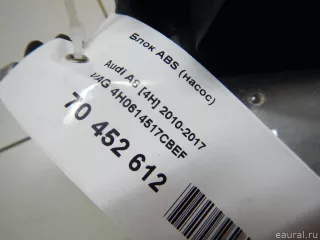 Блок ABS (насос)
Audi A8 [4H] 2010-2017
VAG 4H0614517CBEF
70 452 612
eaural.ru